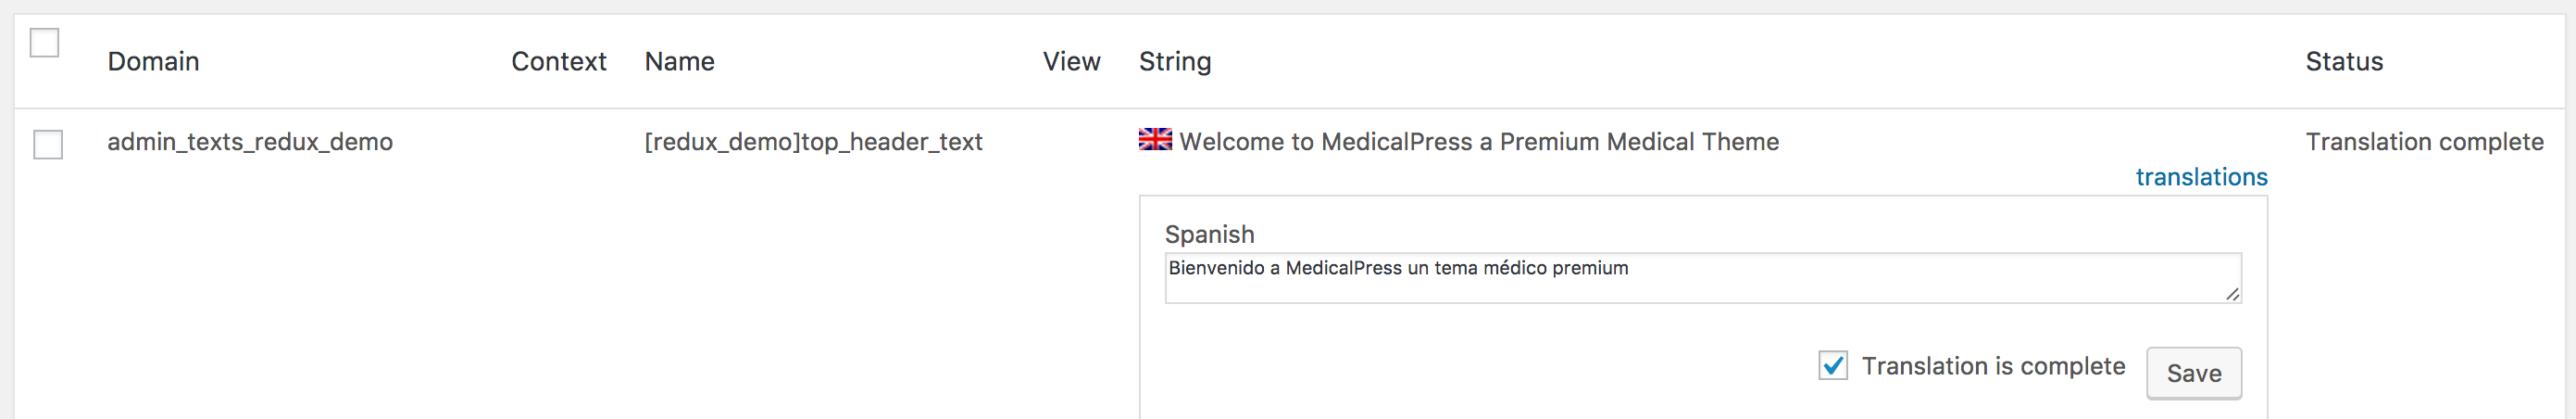 Domain Context Name View String Status
admin_texts_redux_demo [redux_demo]top_header_text Welcome to MedicalPress a Premium Medical Theme Translation complete
translations
Spanish
Bienvenido a MedicalPress un tema médico premium
Translation is complete Save